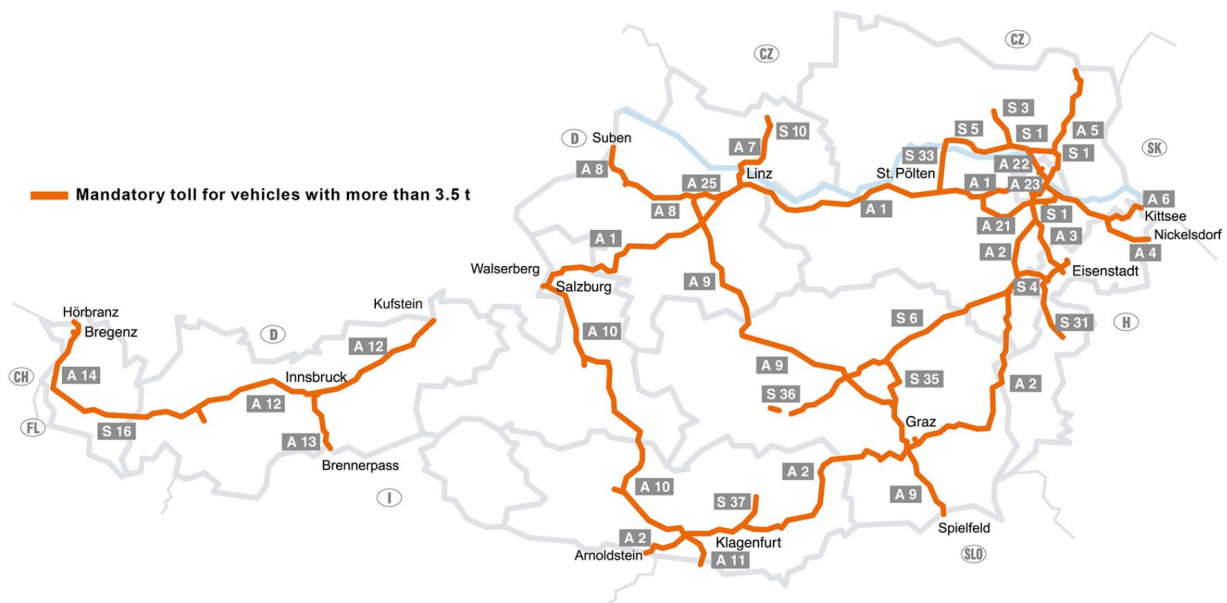 CZ
CZ
S 3
S 10
D
Suben
S 5
S 1
A 5
A 7
S 33
S 1
SK
A 8
A 22
Linz
St. Pölten
A 25
A 1
A 23
Mandatory toll for vehicles with more than 3.5 t
A 6
A 8
A 1
S 1
Kittsee
A 21
A 3
Nickelsdorf
A 1
A 2
A 4
Walserberg
Eisenstadt
Salzburg
A 9
S 4
Kufstein
Hörbranz
S 6
S 31
H
Bregenz
D
A 10
A 12
A 9
CH
A 14
Innsbruck
S 35
A 2
S 36
A 12
FL
S 16
Graz
A 13
Brennerpass
A 2
A 10
I
A 9
S 37
Spielfeld
A 2
Klagenfurt
Arnoldstein
SLO
A 11